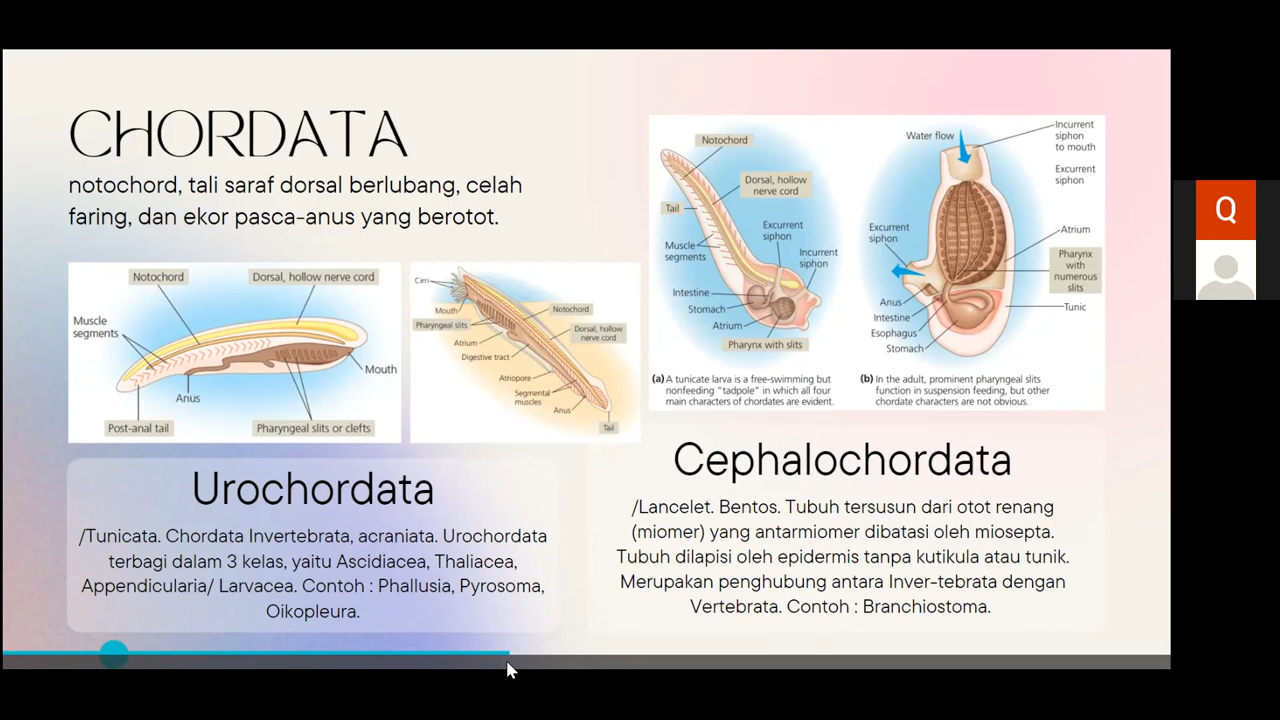 CHORDATA
notochord, tali saraf dorsal berlubang, celah
faring, dan ekor pasca-anus yang berotot.
Notochord
Dorsal, hollow nerve cord
Muscle
segments
Mouth
Anus
Post-anal tail
Pharyngeal slits or clefts
Cirri
Mouth
Pharyngeal slits
Atrium
Digestive tract
Atriopore
Segmental
muscles
Anus
Notochord
Dorsal, hollow
nerve cord
Tail
Notochord
Dorsal, hollow
nerve cord
Tail
Muscle
segments
Excurrent
siphon
Incurrent
siphon
Intestine
Stomach
Atrium
Pharynx with slits
(a) A tunicate larva is a free-swimming but
nonfeeding “tadpole” in which all four
main characters of chordates are evident.
Water flow
Incurrent
siphon
to mouth
Excurrent
siphon
Excurrent
siphon
Atrium
Pharynx
with
numerous
slits
Anus
Intestine
Esophagus
Stomach
Tunic
(b) In the adult, prominent pharyngeal slits
function in suspension feeding, but other
chordate characters are not obvious.
Urochordata
/Tunicata. Chordata Invertebrata, acraniata. Urochordata
terbagi dalam 3 kelas, yaitu Ascidiacea, Thaliacea,
Appendicularia/ Larvacea. Contoh : Phallusia, Pyrosoma,
Oikopleura.
Cephalochordata
/Lancelet. Bentos. Tubuh tersusun dari otot renang
(miomer) yang antarmiomer dibatasi oleh miosepta.
Tubuh dilapisi oleh epidermis tanpa kutikula atau tunik.
Merupakan penghubung antara Inver-tebrata dengan
Vertebrata. Contoh : Branchiostoma.
Q